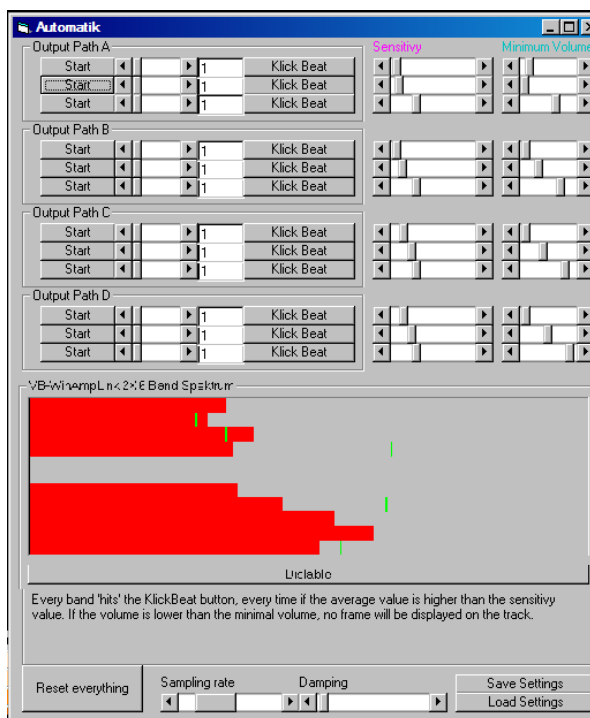 Automatik
Output Path A
Sensitivy
Minimum Volume
Start 1 Klick Beat
Start 1 Klick Beat
Start 1 Klick Beat
Output Path B
Start 1 Klick Beat
Start 1 Klick Beat
Start 1 Klick Beat
Output Path C
Start 1 Klick Beat
Start 1 Klick Beat
Start 1 Klick Beat
Output Path D
Start 1 Klick Beat
Start 1 Klick Beat
Start 1 Klick Beat
VB-WinAmpLink 2X6 Band Spektrum
Every band 'hits' the KlickBeat button, every time if the average value is higher than the sensitivy
value. If the volume is lower than the minimal volume, no frame will be displayed on the track.
Reset everything
Sampling rate
Damping
Save Settings
Load Settings